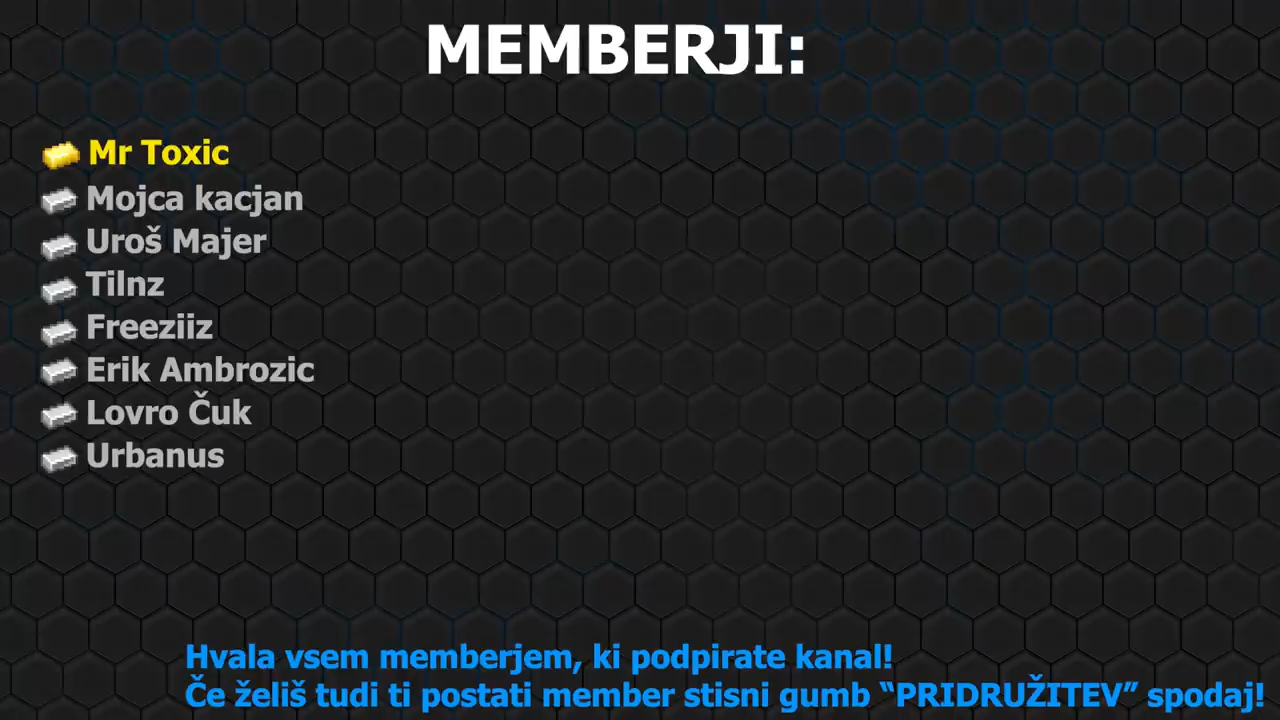 MEMBERJI:
Mr Toxic
Mojca kacjan
Uroš Majer
Tilnz
Freeziiz
Erik Ambrozic
Lovro Čuk
Urbanus
Hvala vsem memberjem, ki podpirate kanal!
Če želiš tudi ti postati member stisni gumb “PRIDRUŽITEV” spodaj!